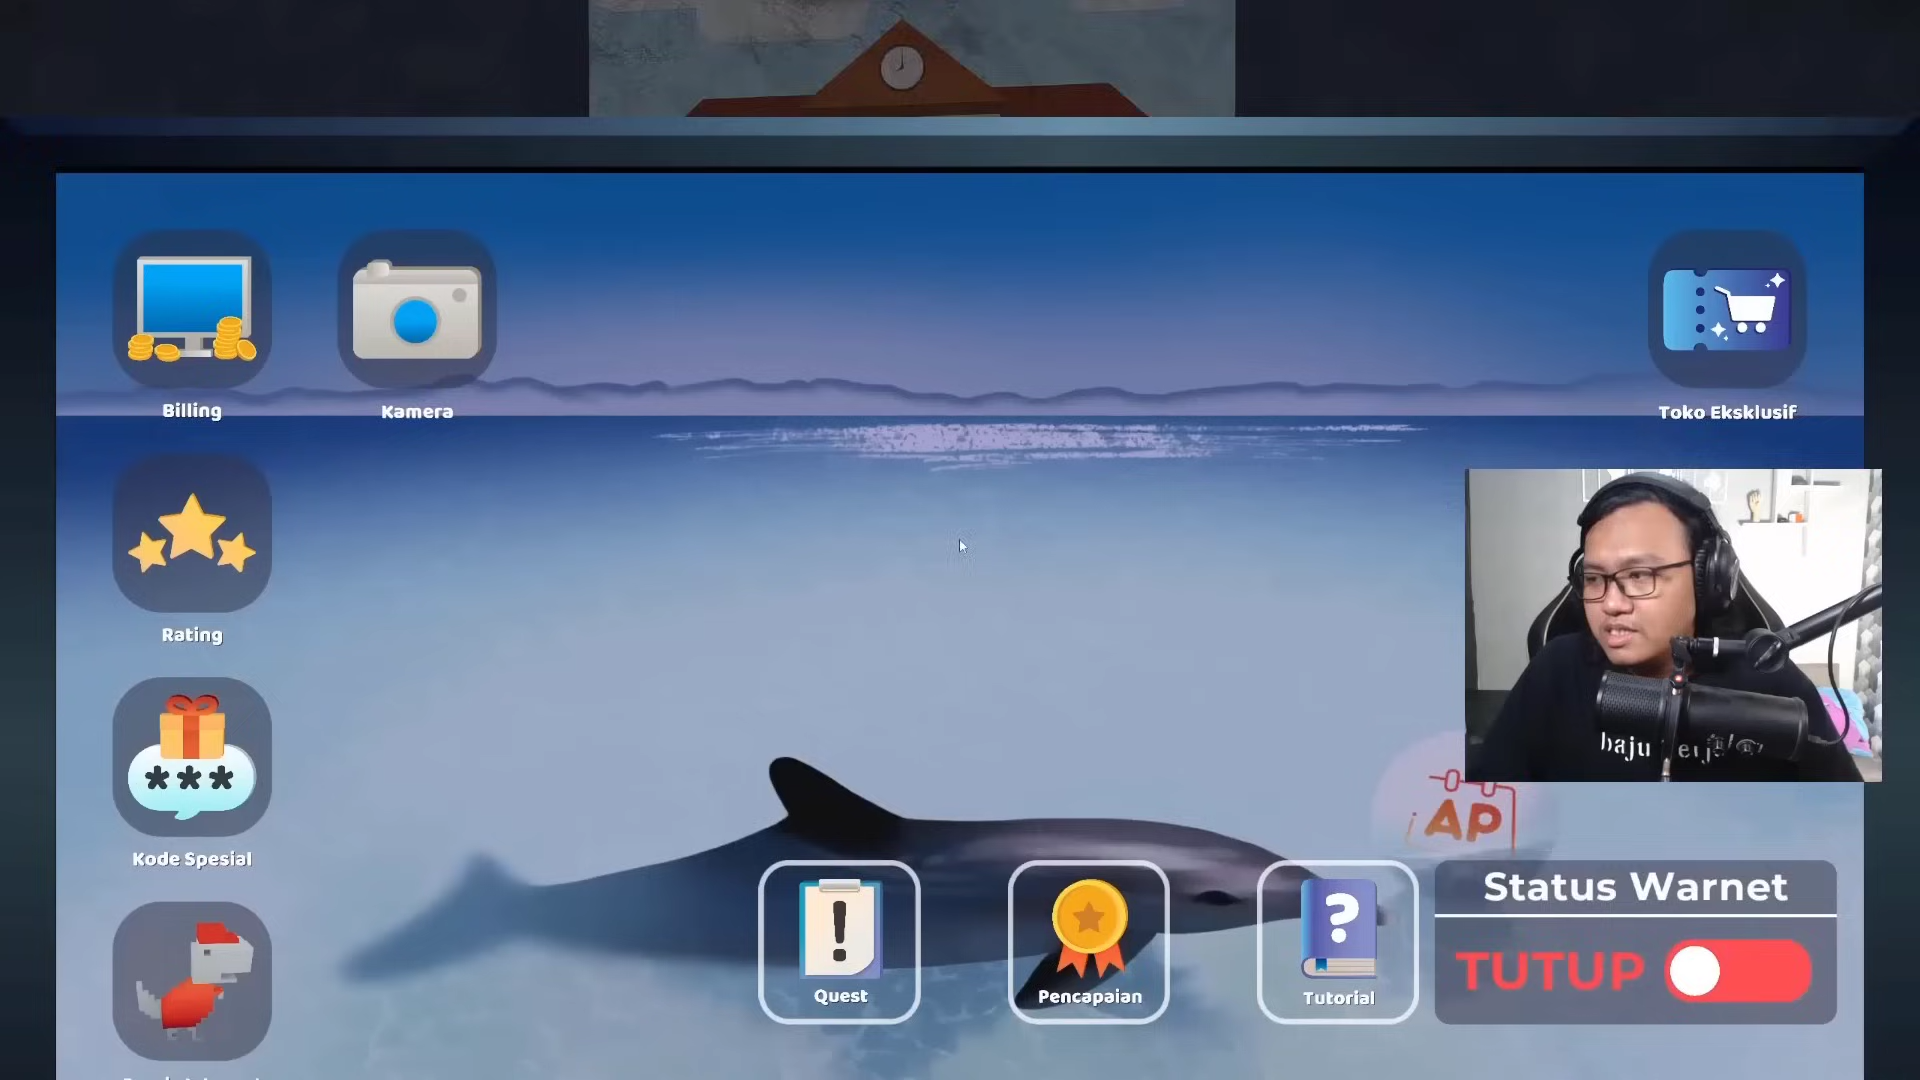 Billing
Kamera
Toko Eksklusif
Rating
***
Kode Spesial
baju
AP
Status Warnet
TUTUP
!
Quest
Pencapaian
?
Tutorial